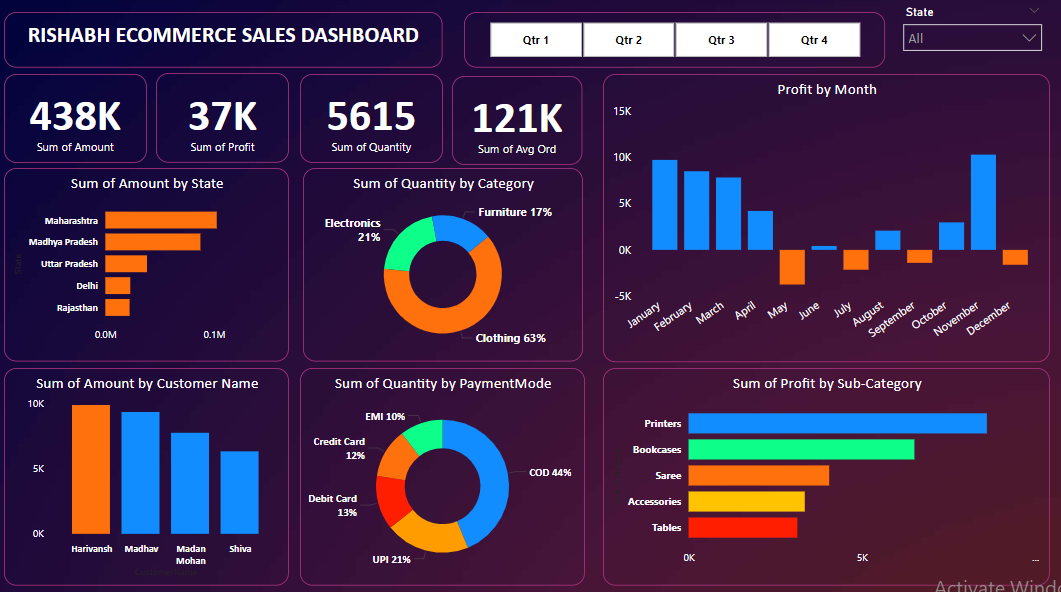 RISHABH ECOMMERCE SALES DASHBOARD
Qtr 1
Qtr 2
Qtr 3
Qtr 4
State
All
438K
Sum of Amount
37K
Sum of Profit
5615
Sum of Quantity
121K
Sum of Avg Ord
Profit by Month
15K
10K
5K
0K
-5K
January
February
March
April
May
June
July
August
September
October
November
December
Sum of Amount by State
State
Maharashtra
Madhya Pradesh
Uttar Pradesh
Delhi
Rajasthan
0.0M
0.1M
Sum of Quantity by Category
Furniture 17%
Electronics
21%
Clothing 63%
Sum of Amount by Customer Name
10K
5K
0K
Harivansh
Madhav
Madan
Mohan
Shiva
Sum of Quantity by PaymentMode
EMI 10%
Credit Card
12%
Debit Card
13%
UPI 21%
COD 44%
Sum of Profit by Sub-Category
Printers
Bookcases
Saree
Accessories
Tables
0K
5K
...
Activate Windo